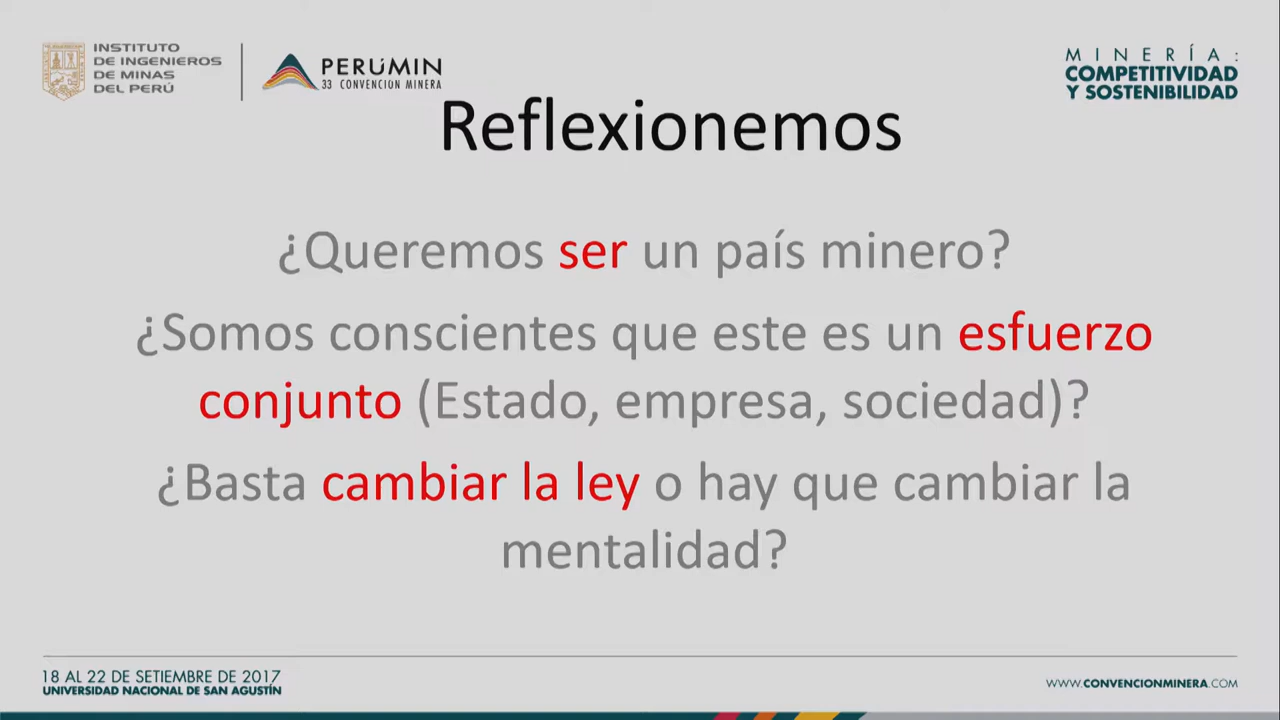 INSTITUTO
DE INGENIEROS
DE MINAS
DEL PERÚ
PERÚMIN
33 CONVENCION MINERA
MINERÍA:
COMPETITIVIDAD
Y SOSTENIBILIDAD
Reflexionemos
¿Queremos ser un país minero?
¿Somos conscientes que este es un esfuerzo
conjunto (Estado, empresa, sociedad)?
¿Basta cambiar la ley o hay que cambiar la
mentalidad?
18 AL 22 DE SETIEMBRE DE 2017
UNIVERSIDAD NACIONAL DE SAN AGUSTÍN
WWW.CONVENCIONMINERA.COM